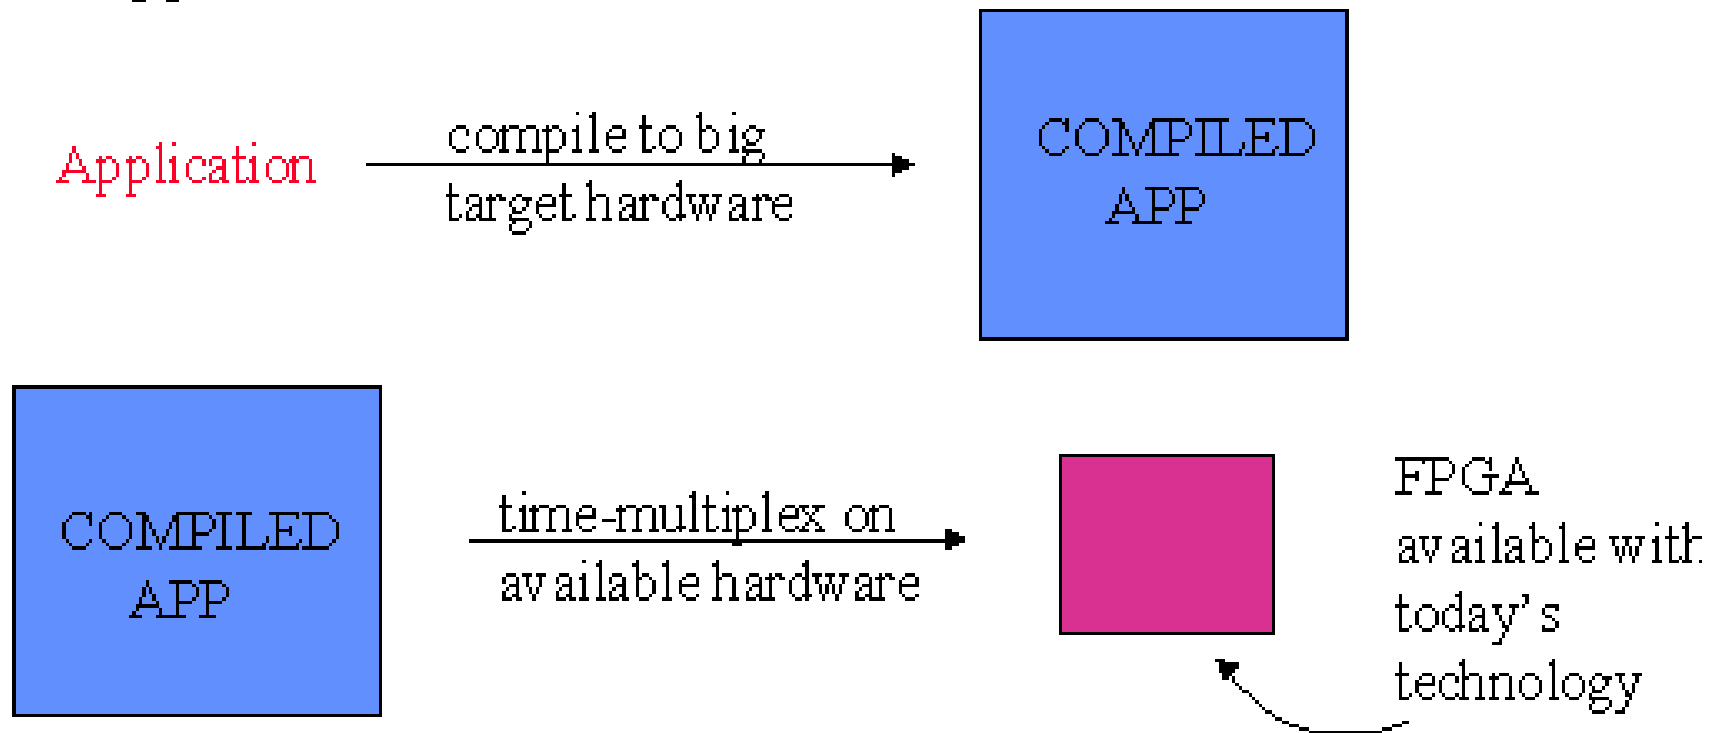 compile to big
Application
target hardware
COMPILED
APP
COMPILED
APP
time-multiplex on
available hardware
FPGA
available with
today's
technology